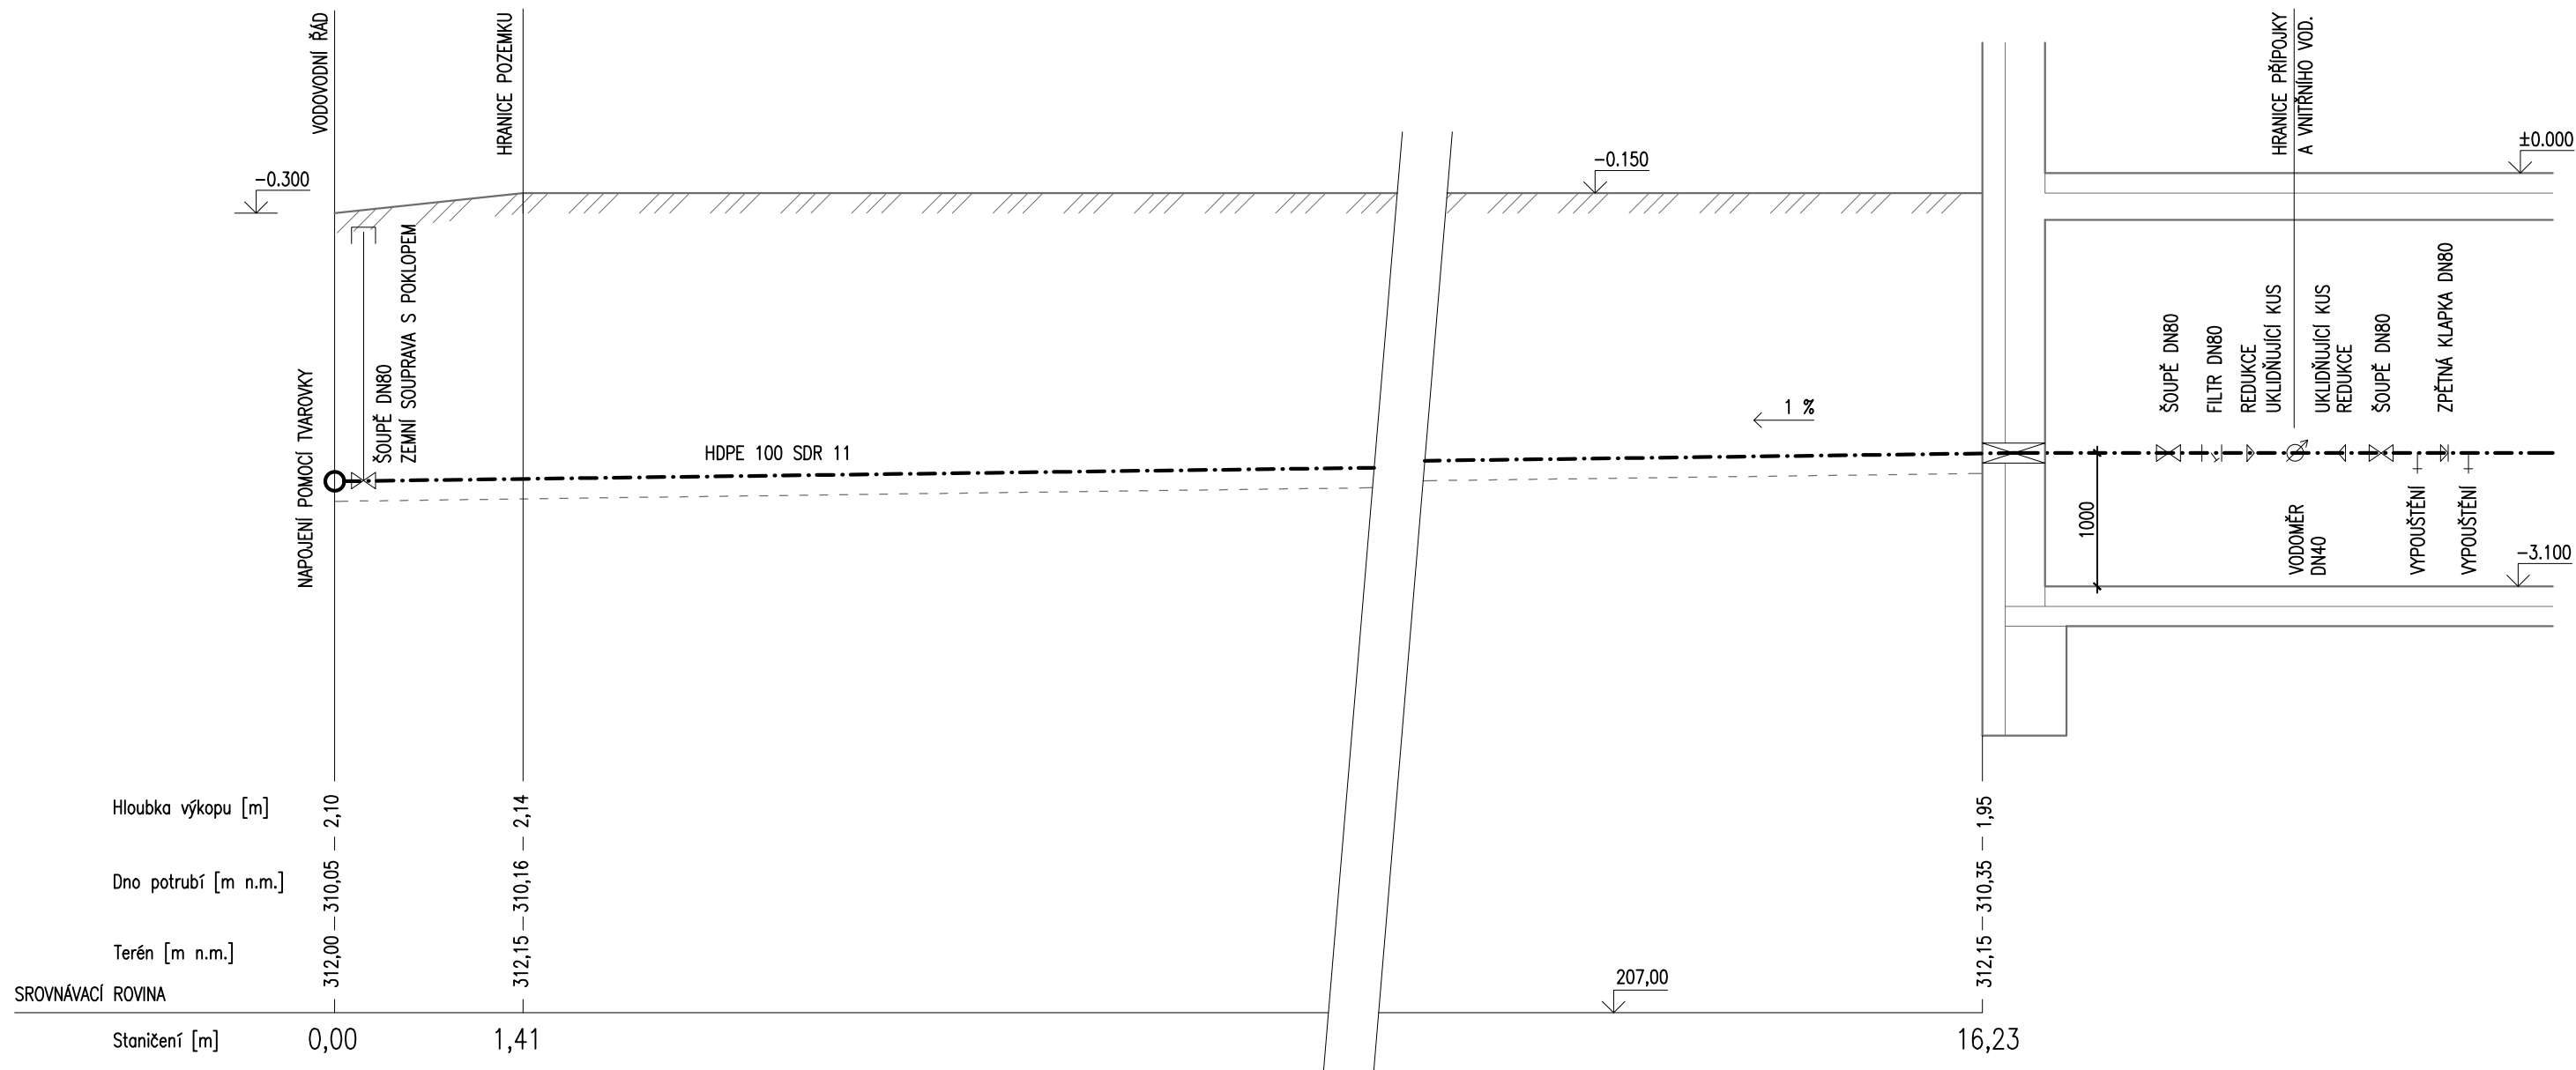 VODOVODNÍ ŘÁD
HRANICE POZEMKU
HRANICE PŘÍPOJKY
A VNITŘNÍHO VOD.
-0.300
-0.150
±0.000
NAPOJENÍ POMOCÍ TVAROVKY
ŠOUPĚ DN80
ZEMNÍ SOUPRAVA S POKLOPEM
HDPE 100 SDR 11
1 %
ŠOUPĚ DN80
FILTR DN80
REDUKCE
UKLIDŇUJÍCÍ KUS
UKLIDŇUJÍCÍ KUS
REDUKCE
ŠOUPĚ DN80
ZPĚTNÁ KLAPKA DN80
1000
VODOMĚR
DN40
VYPOUŠTĚNÍ
VYPOUŠTĚNÍ
-3.100
Hloubka výkopu [m]
2,10
2,14
1,95
Dno potrubí [m n.m.]
310,05
310,16
310,35
Terén [m n.m.]
312,00
312,15
312,15
SROVNÁVACÍ ROVINA
207,00
Staničení [m]
0,00
1,41
16,23